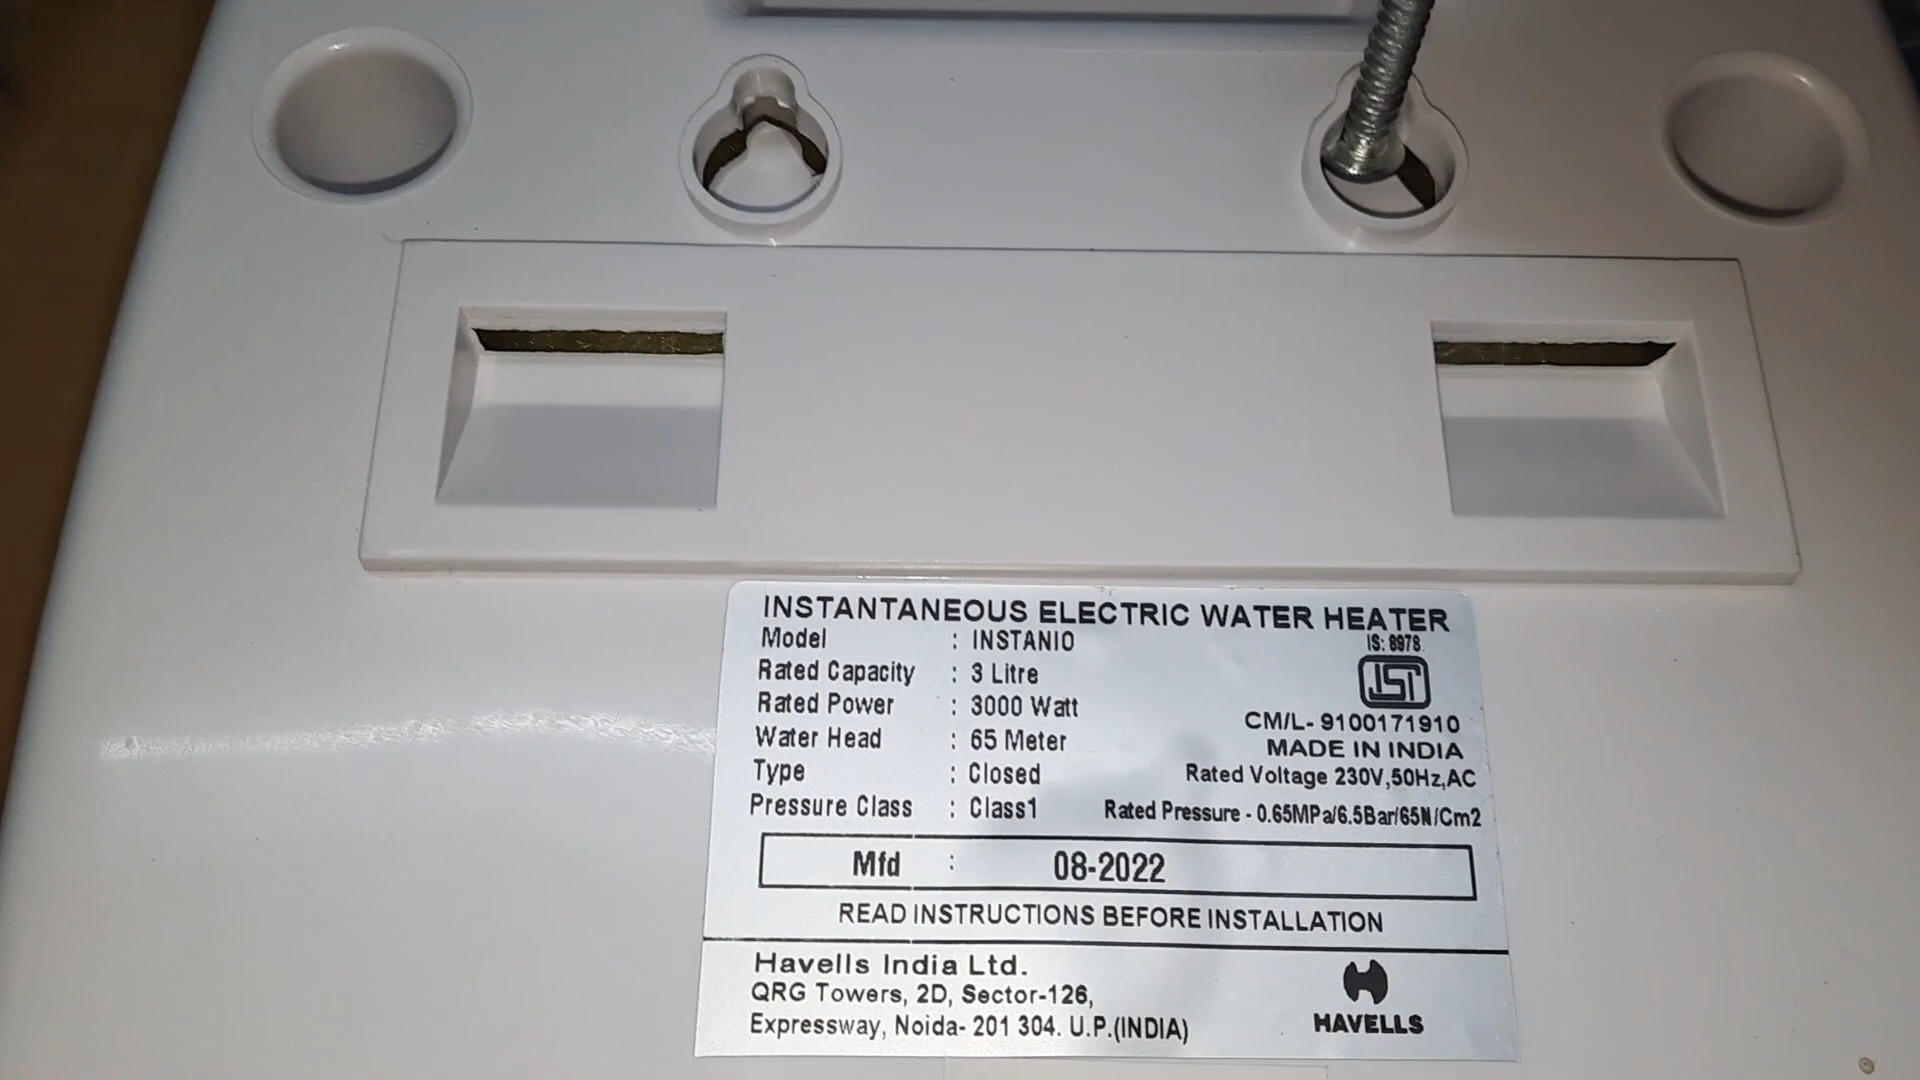 INSTANTANEOUS ELECTRIC WATER HEATER
Model : INSTANIO
IS: 8978
Rated Capacity : 3 Litre
ISI
Rated Power : 3000 Watt
CM/L- 9100171910
Water Head : 65 Meter
MADE IN INDIA
Type : Closed
Rated Voltage 230V,50Hz,AC
Pressure Class : Class1
Rated Pressure - 0.65MPa/6.5Bar/65N/Cm2
Mfd : 08-2022
READ INSTRUCTIONS BEFORE INSTALLATION
Havells India Ltd.
QRG Towers, 2D, Sector-126,
Expressway, Noida- 201 304. U.P.(INDIA)
HAVELLS